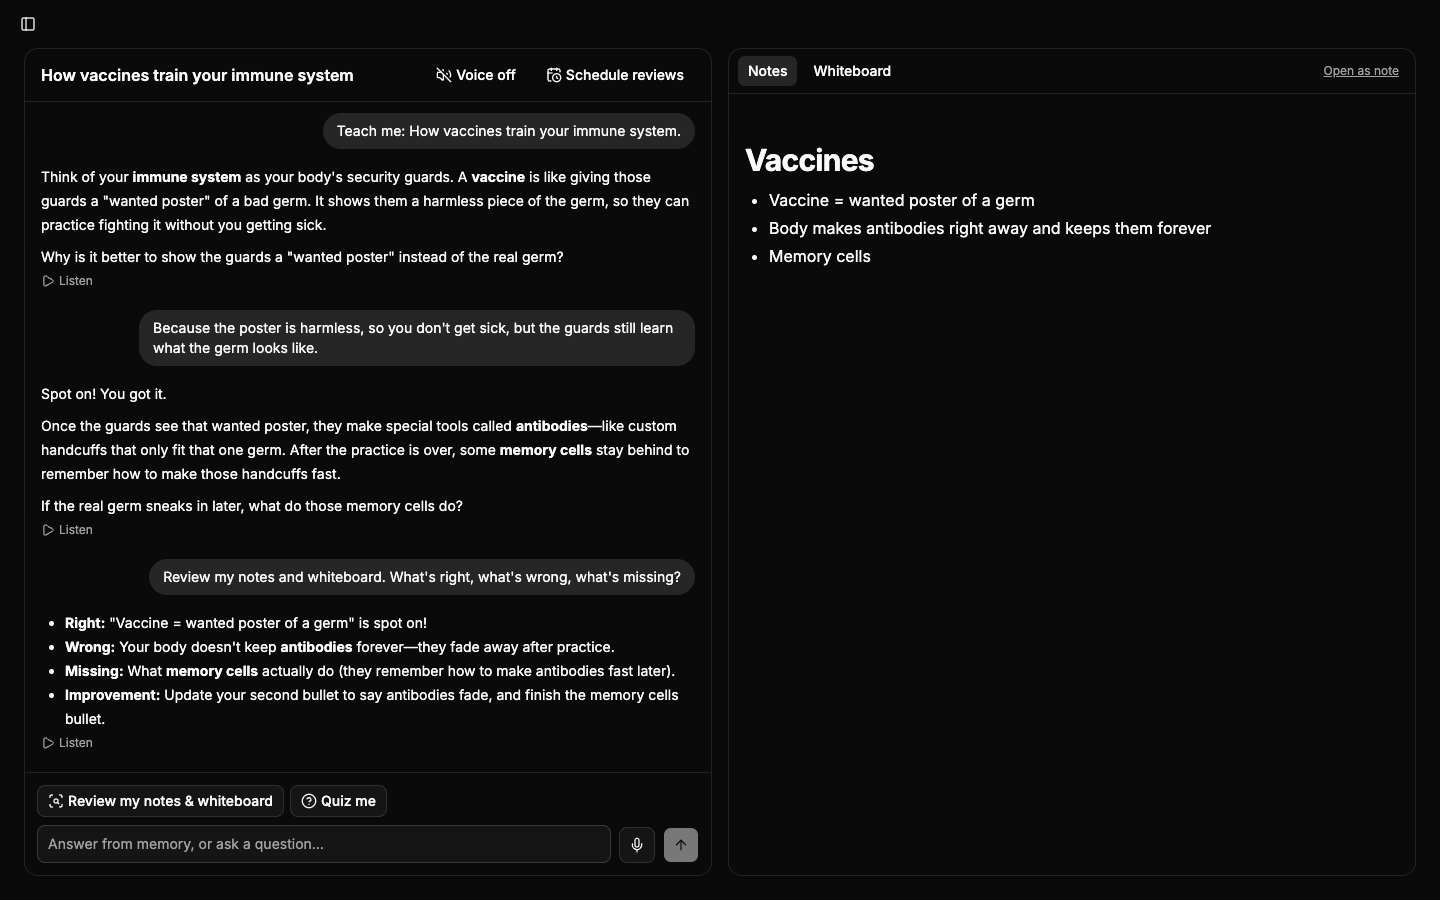 How vaccines train your immune system
Voice off
Schedule reviews
Teach me: How vaccines train your immune system.
Think of your immune system as your body's security guards. A vaccine is like giving those
guards a "wanted poster" of a bad germ. It shows them a harmless piece of the germ, so they can
practice fighting it without you getting sick.
Why is it better to show the guards a "wanted poster" instead of the real germ?
Listen
Because the poster is harmless, so you don't get sick, but the guards still learn
what the germ looks like.
Spot on! You got it.
Once the guards see that wanted poster, they make special tools called antibodies—like custom
handcuffs that only fit that one germ. After the practice is over, some memory cells stay behind to
remember how to make those handcuffs fast.
If the real germ sneaks in later, what do those memory cells do?
Listen
Review my notes and whiteboard. What's right, what's wrong, what's missing?
• Right: "Vaccine = wanted poster of a germ" is spot on!
• Wrong: Your body doesn't keep antibodies forever—they fade away after practice.
• Missing: What memory cells actually do (they remember how to make antibodies fast later).
• Improvement: Update your second bullet to say antibodies fade, and finish the memory cells
bullet.
Listen
Review my notes & whiteboard
Quiz me
Answer from memory, or ask a question...
Notes
Whiteboard
Open as note
Vaccines
• Vaccine = wanted poster of a germ
• Body makes antibodies right away and keeps them forever
• Memory cells